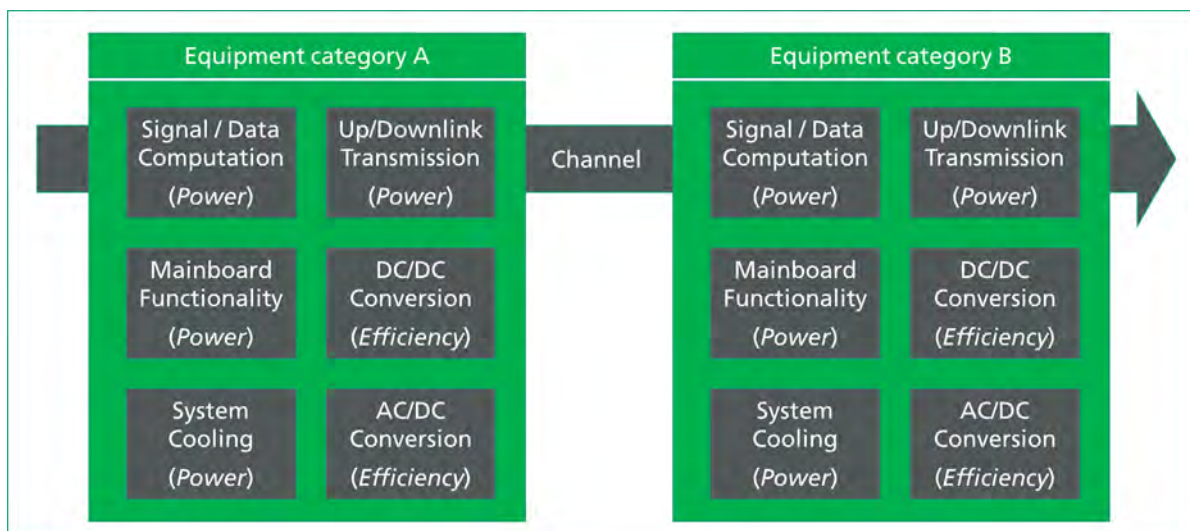 Equipment category A
Signal / Data
Computation
(Power)
Up/Downlink
Transmission
(Power)
Mainboard
Functionality
(Power)
DC/DC
Conversion
(Efficiency)
System
Cooling
(Power)
AC/DC
Conversion
(Efficiency)
Channel
Equipment category B
Signal / Data
Computation
(Power)
Up/Downlink
Transmission
(Power)
Mainboard
Functionality
(Power)
DC/DC
Conversion
(Efficiency)
System
Cooling
(Power)
AC/DC
Conversion
(Efficiency)